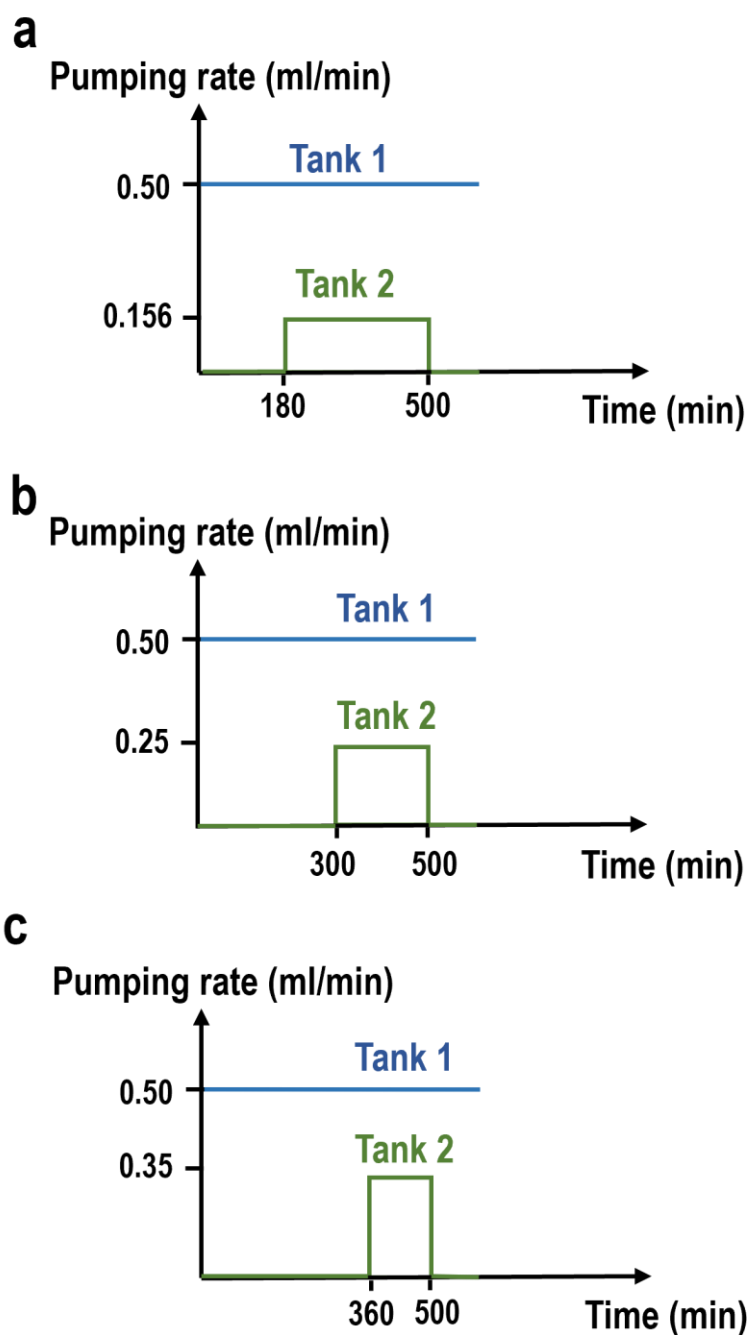 a
Pumping rate (ml/min)
Tank 1
0.50
Tank 2
0.156
180 500 Time (min)
b
Pumping rate (ml/min)
Tank 1
0.50
Tank 2
0.25
300 500 Time (min)
c
Pumping rate (ml/min)
Tank 1
0.50
Tank 2
0.35
360 500 Time (min)